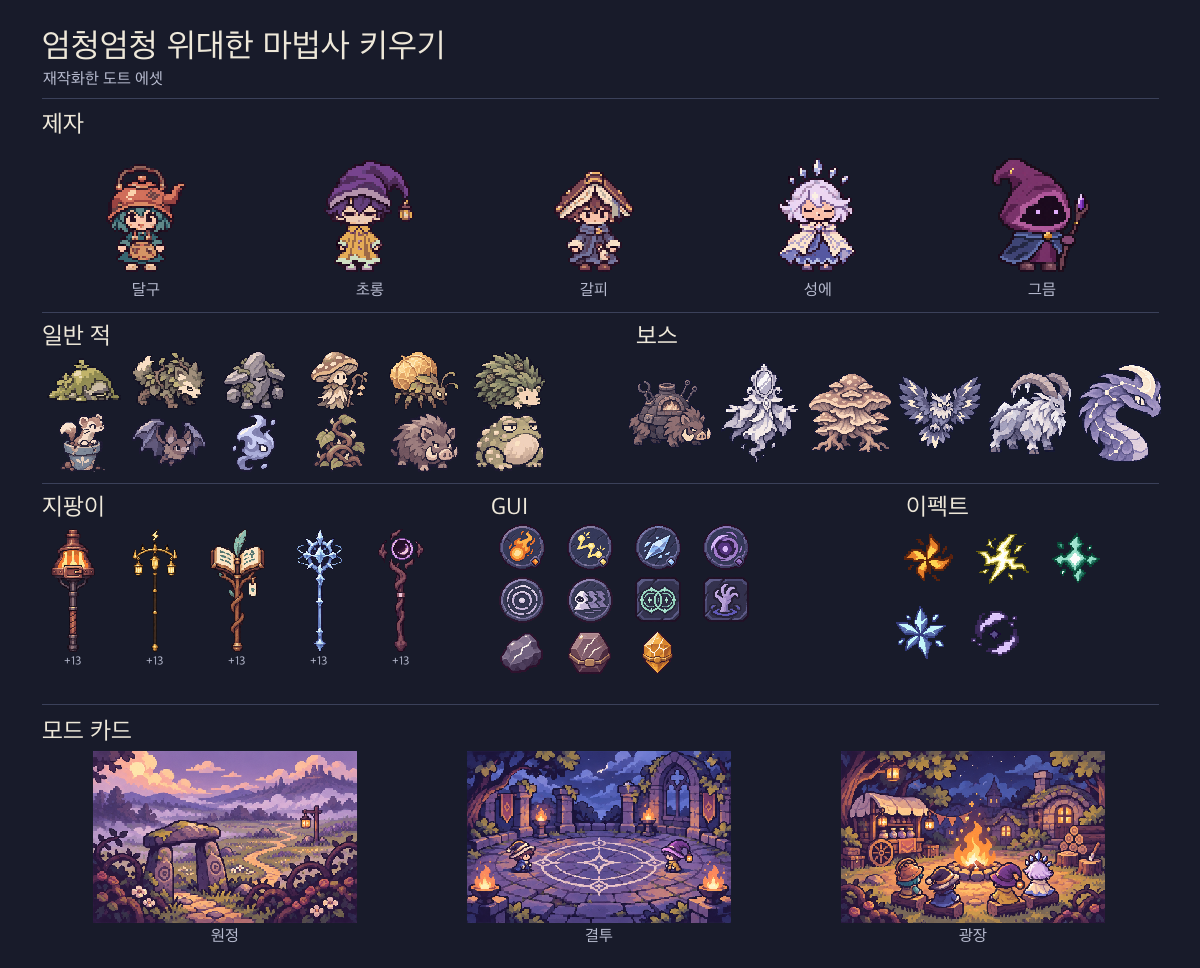 엄청엄청 위대한 마법사 키우기
재작화한 도트 에셋
제자
달구
초롱
갈피
성에
그믐
일반 적
보스
지팡이
GUI
이펙트
+13
+13
+13
+13
+13
모드 카드
원정
결투
광장